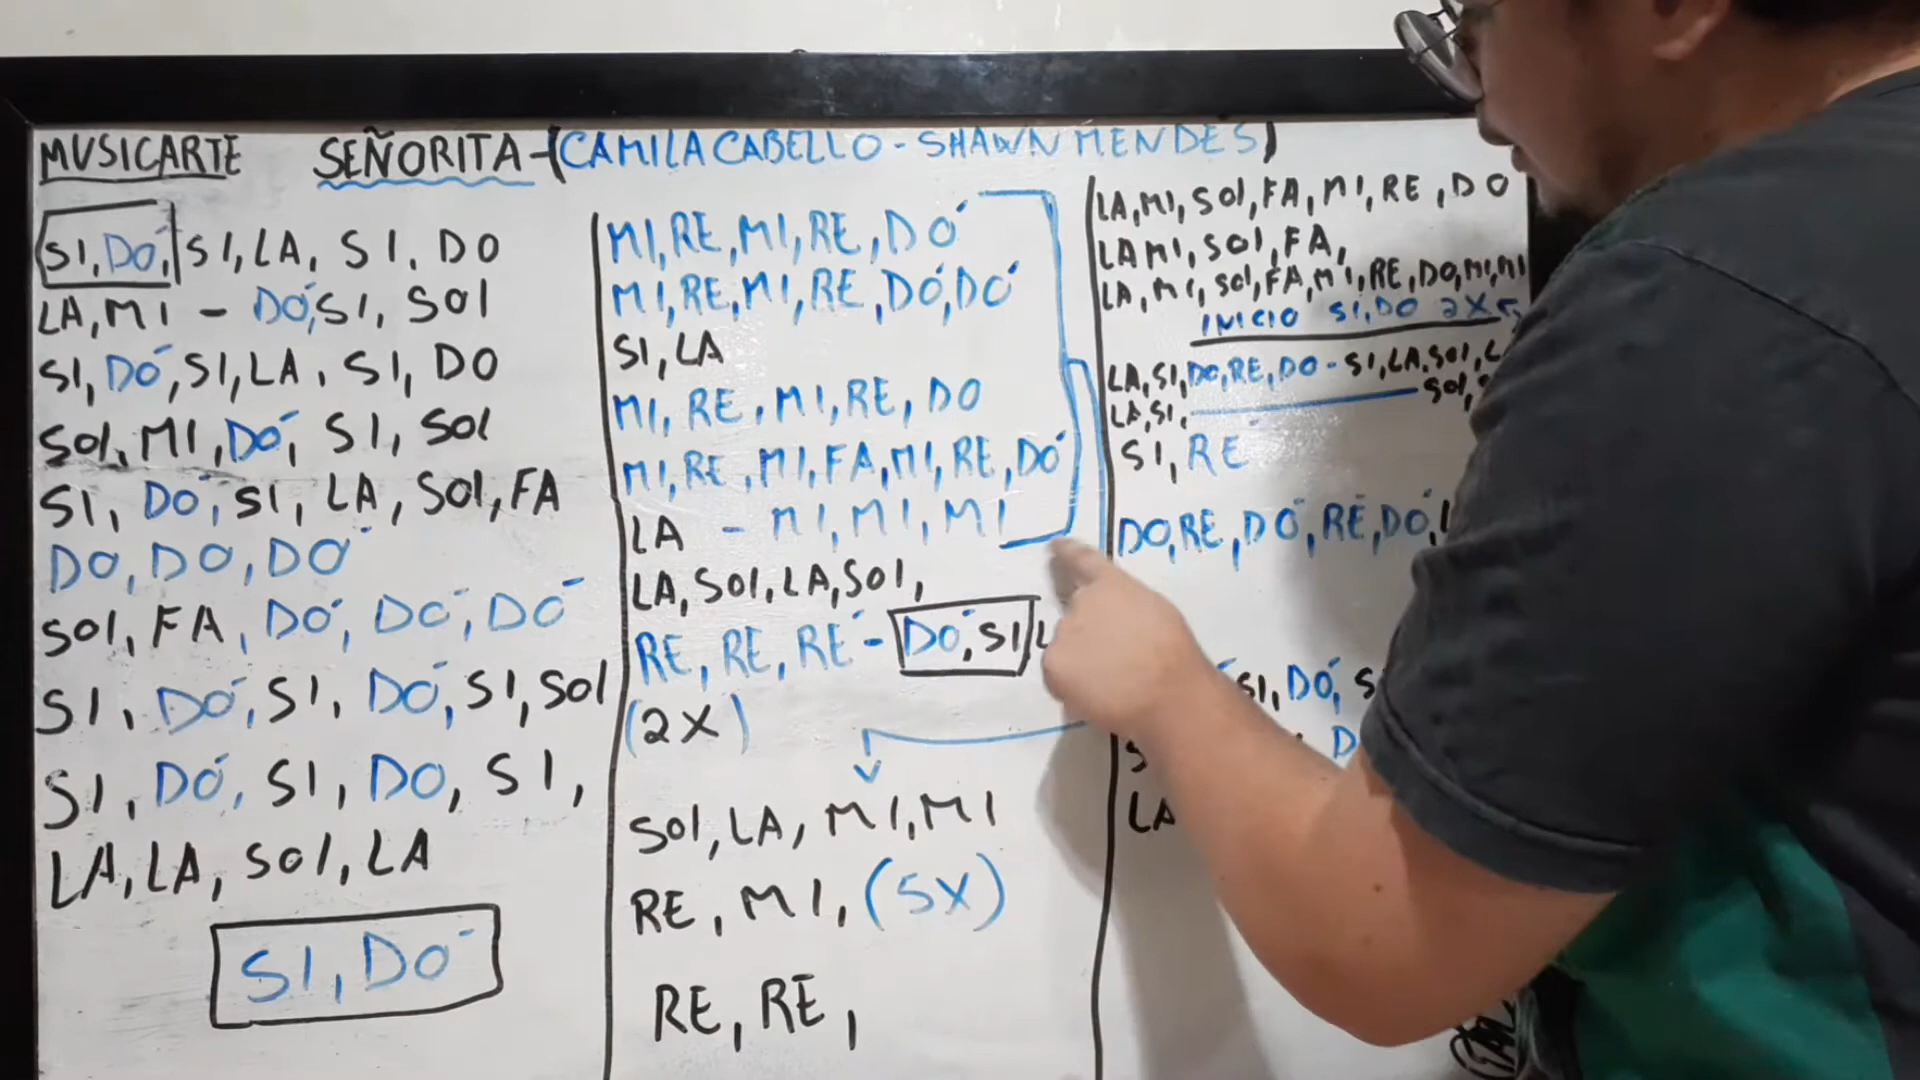 MUSICARTE SEÑORITA-(CAMILA CABELLO - SHAWN MENDES)
SI, DO´, SI, LA, SI, DO
LA, MI - DO´, SI, SOl
SI, DO´, SI, LA, SI, DO
SOl, MI, DO´, SI, SOl
SI, DO´, SI, LA, SOl, FA
DO, DO, DO´
SOl, FA, DO´, DO´, DO´
SI, DO´, SI, DO´, SI, SOl
SI, DO´, SI, DO, SI,
LA, LA, SOl, LA
SI, DO´
MI, RE, MI, RE, DO´
MI, RE, MI, RE, DO´, DO´
SI, LA
MI, RE, MI, RE, DO
MI, RE, MI, FA, MI, RE, DO´
LA - MI, MI, MI
LA, SOl, LA, SOl,
RE, RE, RE´- DO´, SI
(2X)
SOl, LA, MI, MI
RE, MI, (5X)
RE, RE,
LA, MI, SOl, FA, MI, RE, DO
LA MI, SOl, FA,
LA, MI, SOl, FA, MI, RE, DO, MI, MI
INICIO SI, DO 2X
LA, SI, DO, RE, DO - SI, LA, SOl,
LA, SI, SOl,
SI, RE´
DO, RE, DO´, RE, DO´,
SI, DO´,
LA